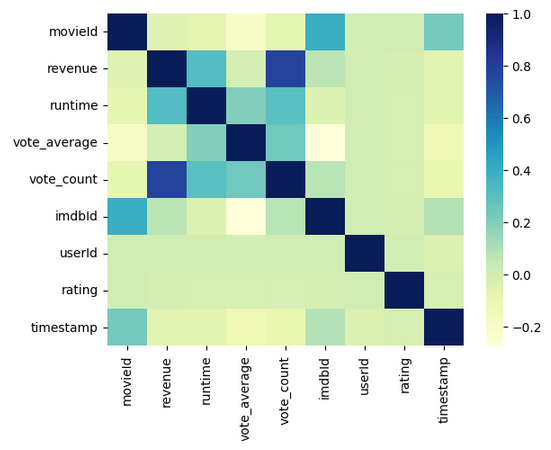 movieId
revenue
runtime
vote_average
vote_count
imdbId
userId
rating
timestamp
movieId
revenue
runtime
vote_average
vote_count
imdbId
userId
rating
timestamp
1.0
0.8
0.6
0.4
0.2
0.0
−0.2